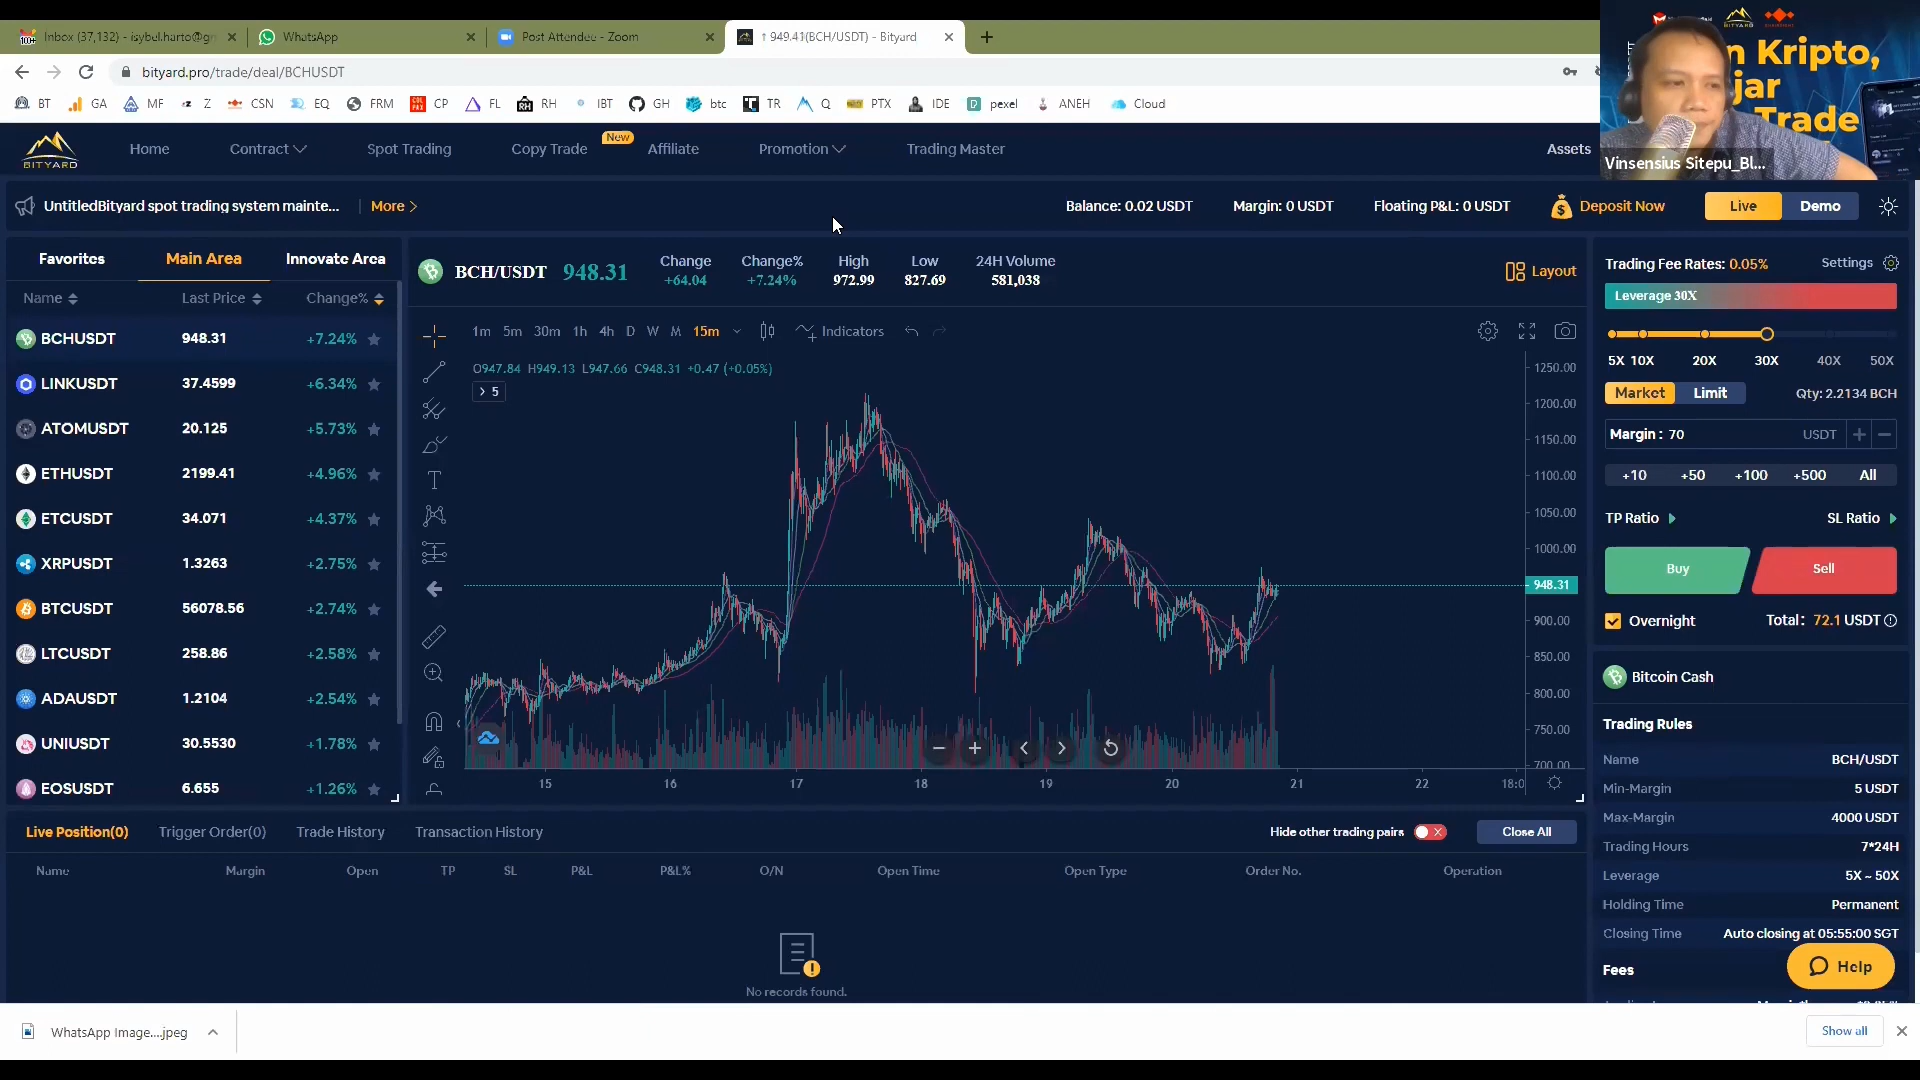 Inbox (37,132) - isybel.harto@gr
WhatsApp
Post Attendee - Zoom
↑ 949.41(BCH/USDT) - Bityard
bityard.pro/trade/deal/BCHUSDT
BT GA MF Z CSN EQ FRM CP FL RH IBT GH btc TR Q PTX IDE pexel ANEH Cloud
n Kripto,
jar
Trade
Vinsensius Sitepu_Bl...
BITYARD
Home Contract Spot Trading Copy Trade New Affiliate Promotion Trading Master Assets
UntitledBityard spot trading system mainte... More >
Balance: 0.02 USDT Margin: 0 USDT Floating P&L: 0 USDT Deposit Now Live Demo
Favorites Main Area Innovate Area
Name Last Price Change%
BCHUSDT 948.31 +7.24%
LINKUSDT 37.4599 +6.34%
ATOMUSDT 20.125 +5.73%
ETHUSDT 2199.41 +4.96%
ETCUSDT 34.071 +4.37%
XRPUSDT 1.3263 +2.75%
BTCUSDT 56078.56 +2.74%
LTCUSDT 258.86 +2.58%
ADAUSDT 1.2104 +2.54%
UNIUSDT 30.5530 +1.78%
EOSUSDT 6.655 +1.26%
BCH/USDT 948.31
Change Change% High Low 24H Volume
+64.04 +7.24% 972.99 827.69 581,038
Layout
1m 5m 30m 1h 4h D W M 15m Indicators
O947.84 H949.13 L947.66 C948.31 +0.47 (+0.05%)
> 5
1250.00
1200.00
1150.00
1100.00
1050.00
1000.00
948.31
900.00
850.00
800.00
750.00
700.00
15 16 17 18 19 20 21 22 18:0
Trading Fee Rates: 0.05% Settings
Leverage 30X
5X 10X 20X 30X 40X 50X
Market Limit Qty: 2.2134 BCH
Margin : 70 USDT + −
+10 +50 +100 +500 All
TP Ratio SL Ratio
Buy Sell
Overnight Total: 72.1 USDT
Bitcoin Cash
Trading Rules
Name BCH/USDT
Min-Margin 5 USDT
Max-Margin 4000 USDT
Trading Hours 7*24H
Leverage 5X ~ 50X
Holding Time Permanent
Closing Time Auto closing at 05:55:00 SGT
Fees
Help
Live Position(0) Trigger Order(0) Trade History Transaction History
Hide other trading pairs Close All
Name Margin Open TP SL P&L P&L% O/N Open Time Open Type Order No. Operation
No records found.
WhatsApp Image....jpeg
Show all